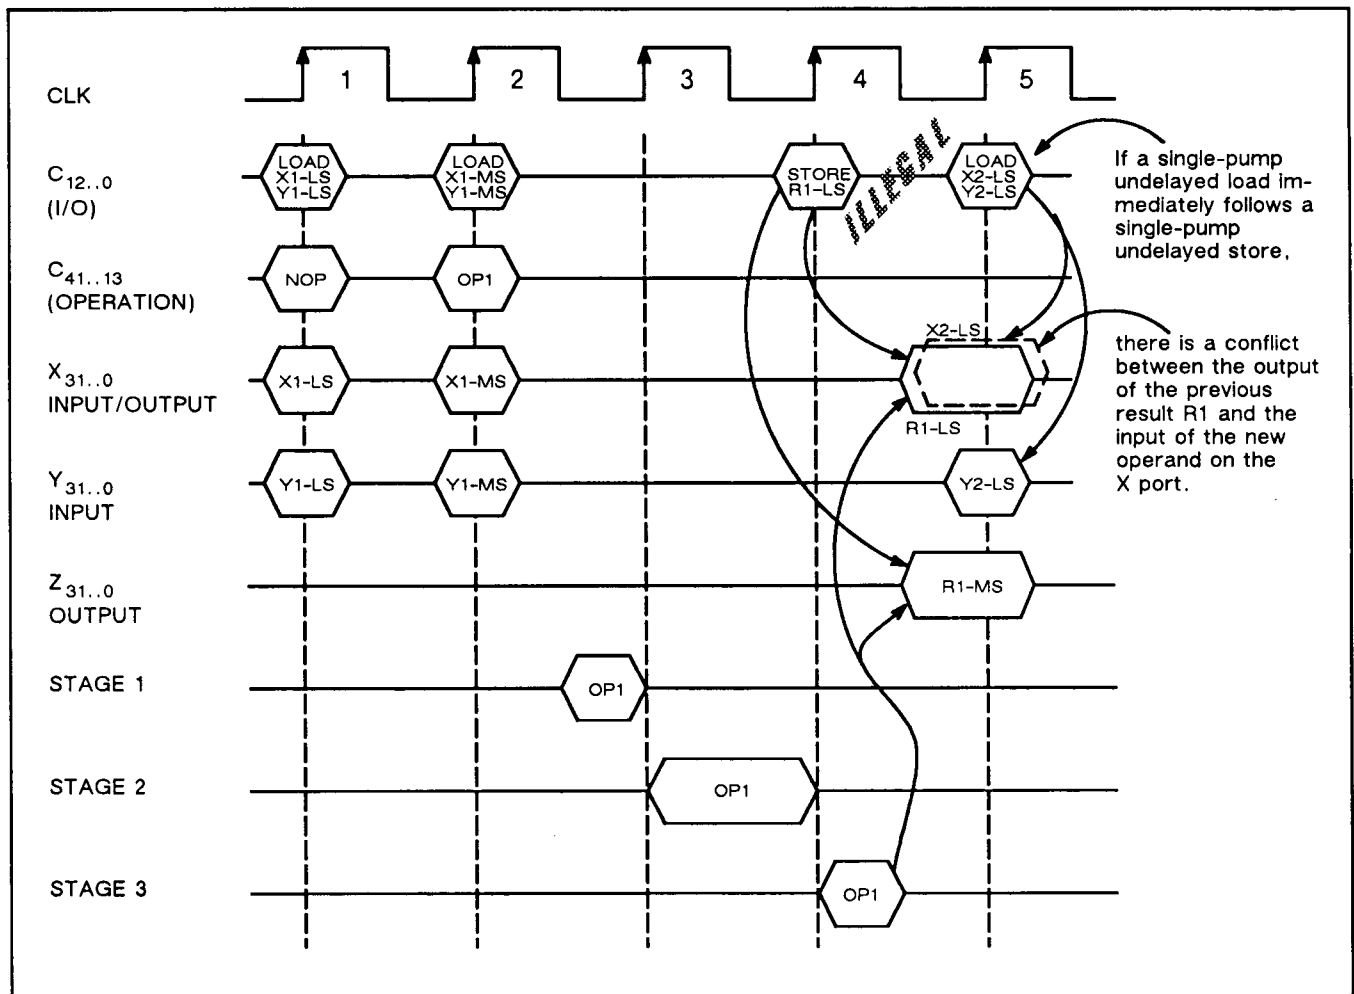 CLK
1
2
3
4
5
C12..0
(I/O)
LOAD
X1-LS
Y1-LS
LOAD
X1-MS
Y1-MS
STORE
R1-LS
ILLEGAL
LOAD
X2-LS
Y2-LS
If a single-pump
undelayed load im-
mediately follows a
single-pump
undelayed store,
C41..13
(OPERATION)
NOP
OP1
X31..0
INPUT/OUTPUT
X1-LS
X1-MS
X2-LS
R1-LS
there is a conflict
between the output
of the previous
result R1 and the
input of the new
operand on the
X port.
Y31..0
INPUT
Y1-LS
Y1-MS
Y2-LS
Z31..0
OUTPUT
R1-MS
STAGE 1
OP1
STAGE 2
OP1
STAGE 3
OP1